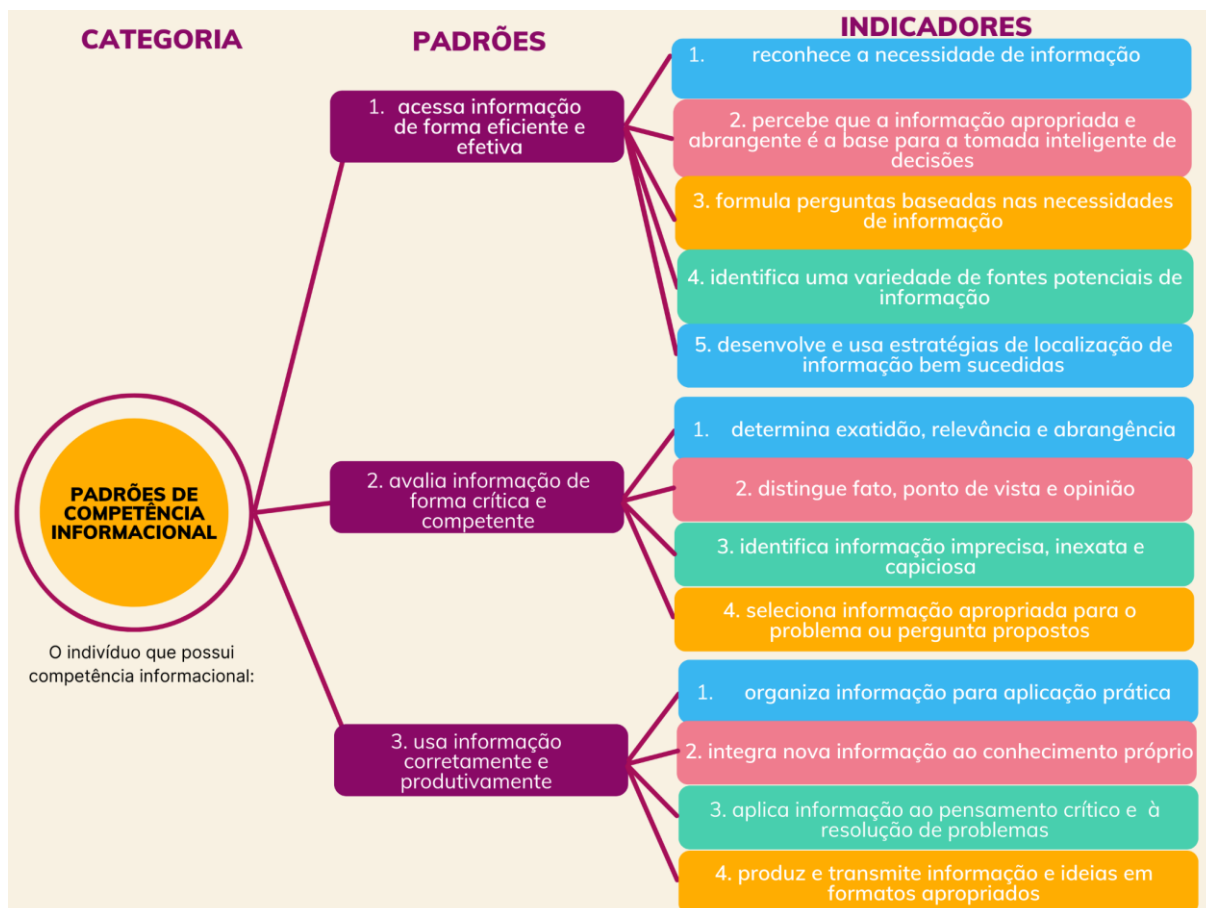 CATEGORIA
PADRÕES
INDICADORES
PADRÕES DE
COMPETÊNCIA
INFORMACIONAL
O indivíduo que possui
competência informacional:
1. acessa informação
de forma eficiente e
efetiva
1. reconhece a necessidade de informação
2. percebe que a informação apropriada e
abrangente é a base para a tomada inteligente de
decisões
3. formula perguntas baseadas nas necessidades
de informação
4. identifica uma variedade de fontes potenciais de
informação
5. desenvolve e usa estratégias de localização de
informação bem sucedidas
2. avalia informação de
forma crítica e
competente
1. determina exatidão, relevância e abrangência
2. distingue fato, ponto de vista e opinião
3. identifica informação imprecisa, inexata e
capiciosa
4. seleciona informação apropriada para o
problema ou pergunta propostos
3. usa informação
corretamente e
produtivamente
1. organiza informação para aplicação prática
2. integra nova informação ao conhecimento próprio
3. aplica informação ao pensamento crítico e à
resolução de problemas
4. produz e transmite informação e ideias em
formatos apropriados